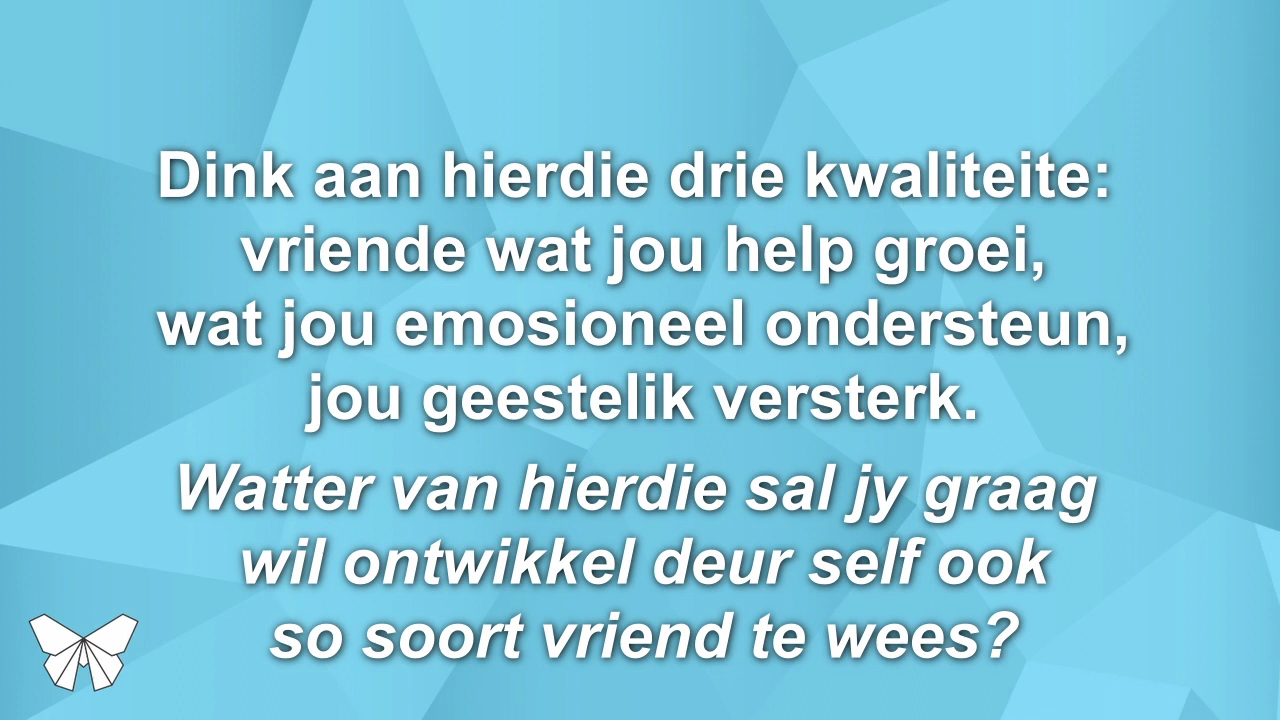 Dink aan hierdie drie kwaliteite:
vriende wat jou help groei,
wat jou emosioneel ondersteun,
jou geestelik versterk.
Watter van hierdie sal jy graag
wil ontwikkel deur self ook
so soort vriend te wees?